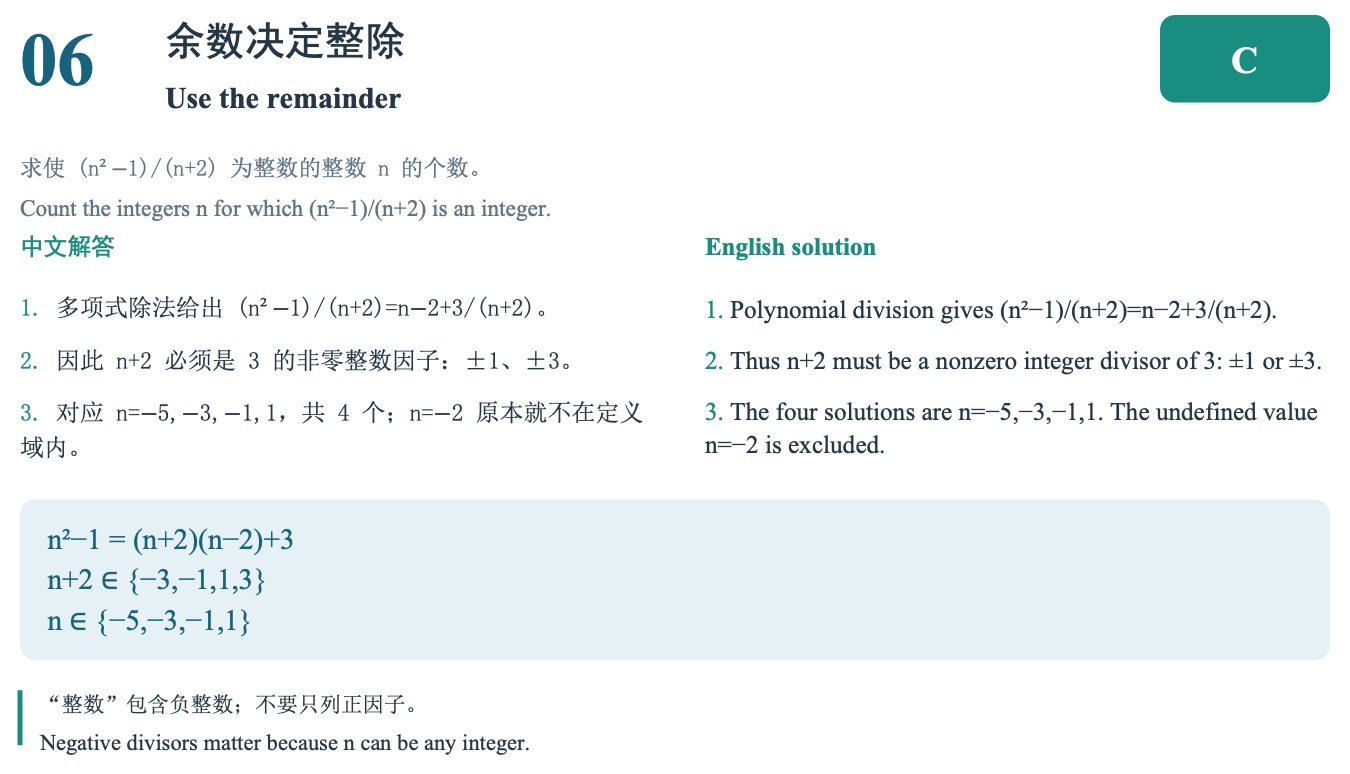 06
余数决定整除
Use the remainder
C
求使 (n²−1)/(n+2) 为整数的整数 n 的个数。
Count the integers n for which (n²−1)/(n+2) is an integer.
中文解答
1. 多项式除法给出 (n²−1)/(n+2)=n−2+3/(n+2)。
2. 因此 n+2 必须是 3 的非零整数因子：±1、±3。
3. 对应 n=−5,−3,−1,1，共 4 个；n=−2 原本就不在定义
域内。
English solution
1. Polynomial division gives (n²−1)/(n+2)=n−2+3/(n+2).
2. Thus n+2 must be a nonzero integer divisor of 3: ±1 or ±3.
3. The four solutions are n=−5,−3,−1,1. The undefined value
n=−2 is excluded.
n²−1 = (n+2)(n−2)+3
n+2 ∈ {−3,−1,1,3}
n ∈ {−5,−3,−1,1}
“整数”包含负整数；不要只列正因子。
Negative divisors matter because n can be any integer.